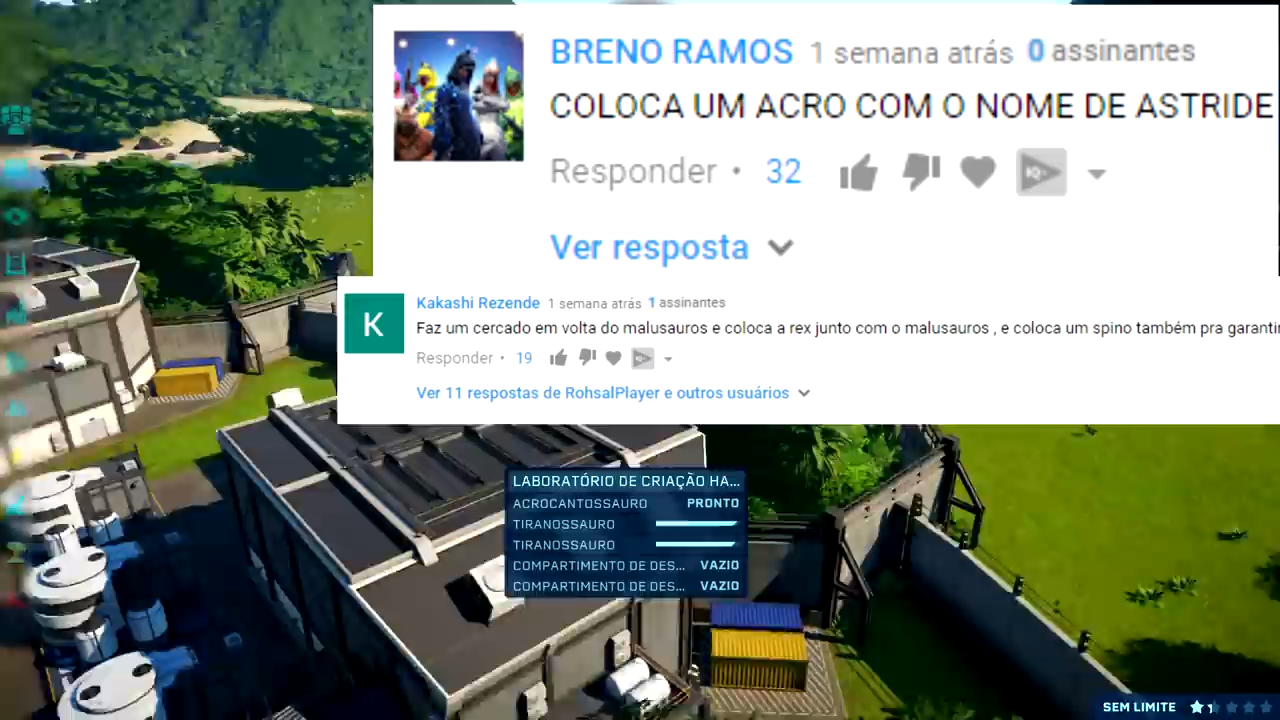 BRENO RAMOS 1 semana atrás 0 assinantes
COLOCA UM ACRO COM O NOME DE ASTRIDE
Responder • 32
Ver resposta
K
Kakashi Rezende 1 semana atrás 1 assinantes
Faz um cercado em volta do malusauros e coloca a rex junto com o malusauros , e coloca um spino também pra garantir
Responder • 19
Ver 11 respostas de RohsalPlayer e outros usuários
LABORATÓRIO DE CRIAÇÃO HA...
ACROCANTOSSAURO PRONTO
TIRANOSSAURO
TIRANOSSAURO
COMPARTIMENTO DE DES... VAZIO
COMPARTIMENTO DE DES... VAZIO
SEM LIMITE